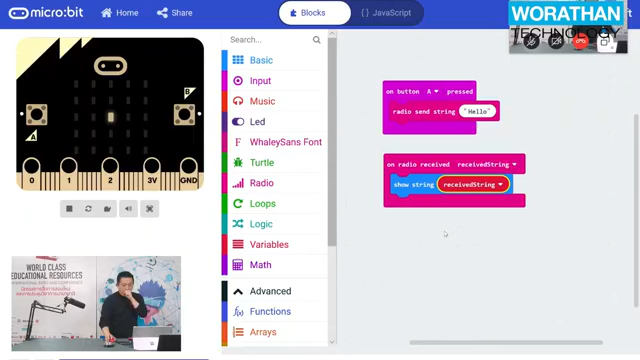 micro:bit
Home
Share
Blocks
JavaScript
WORATHAN
TECHNOLOGY
A
B
0
1
2
3V
GND
Search...
Basic
Input
Music
Led
WhaleySans Font
Turtle
Radio
Loops
Logic
Variables
Math
Advanced
Functions
Arrays
on button A pressed
radio send string "Hello"
on radio received receivedString
show string receivedString
WORLD CLASS
EDUCATIONAL RESOURCES